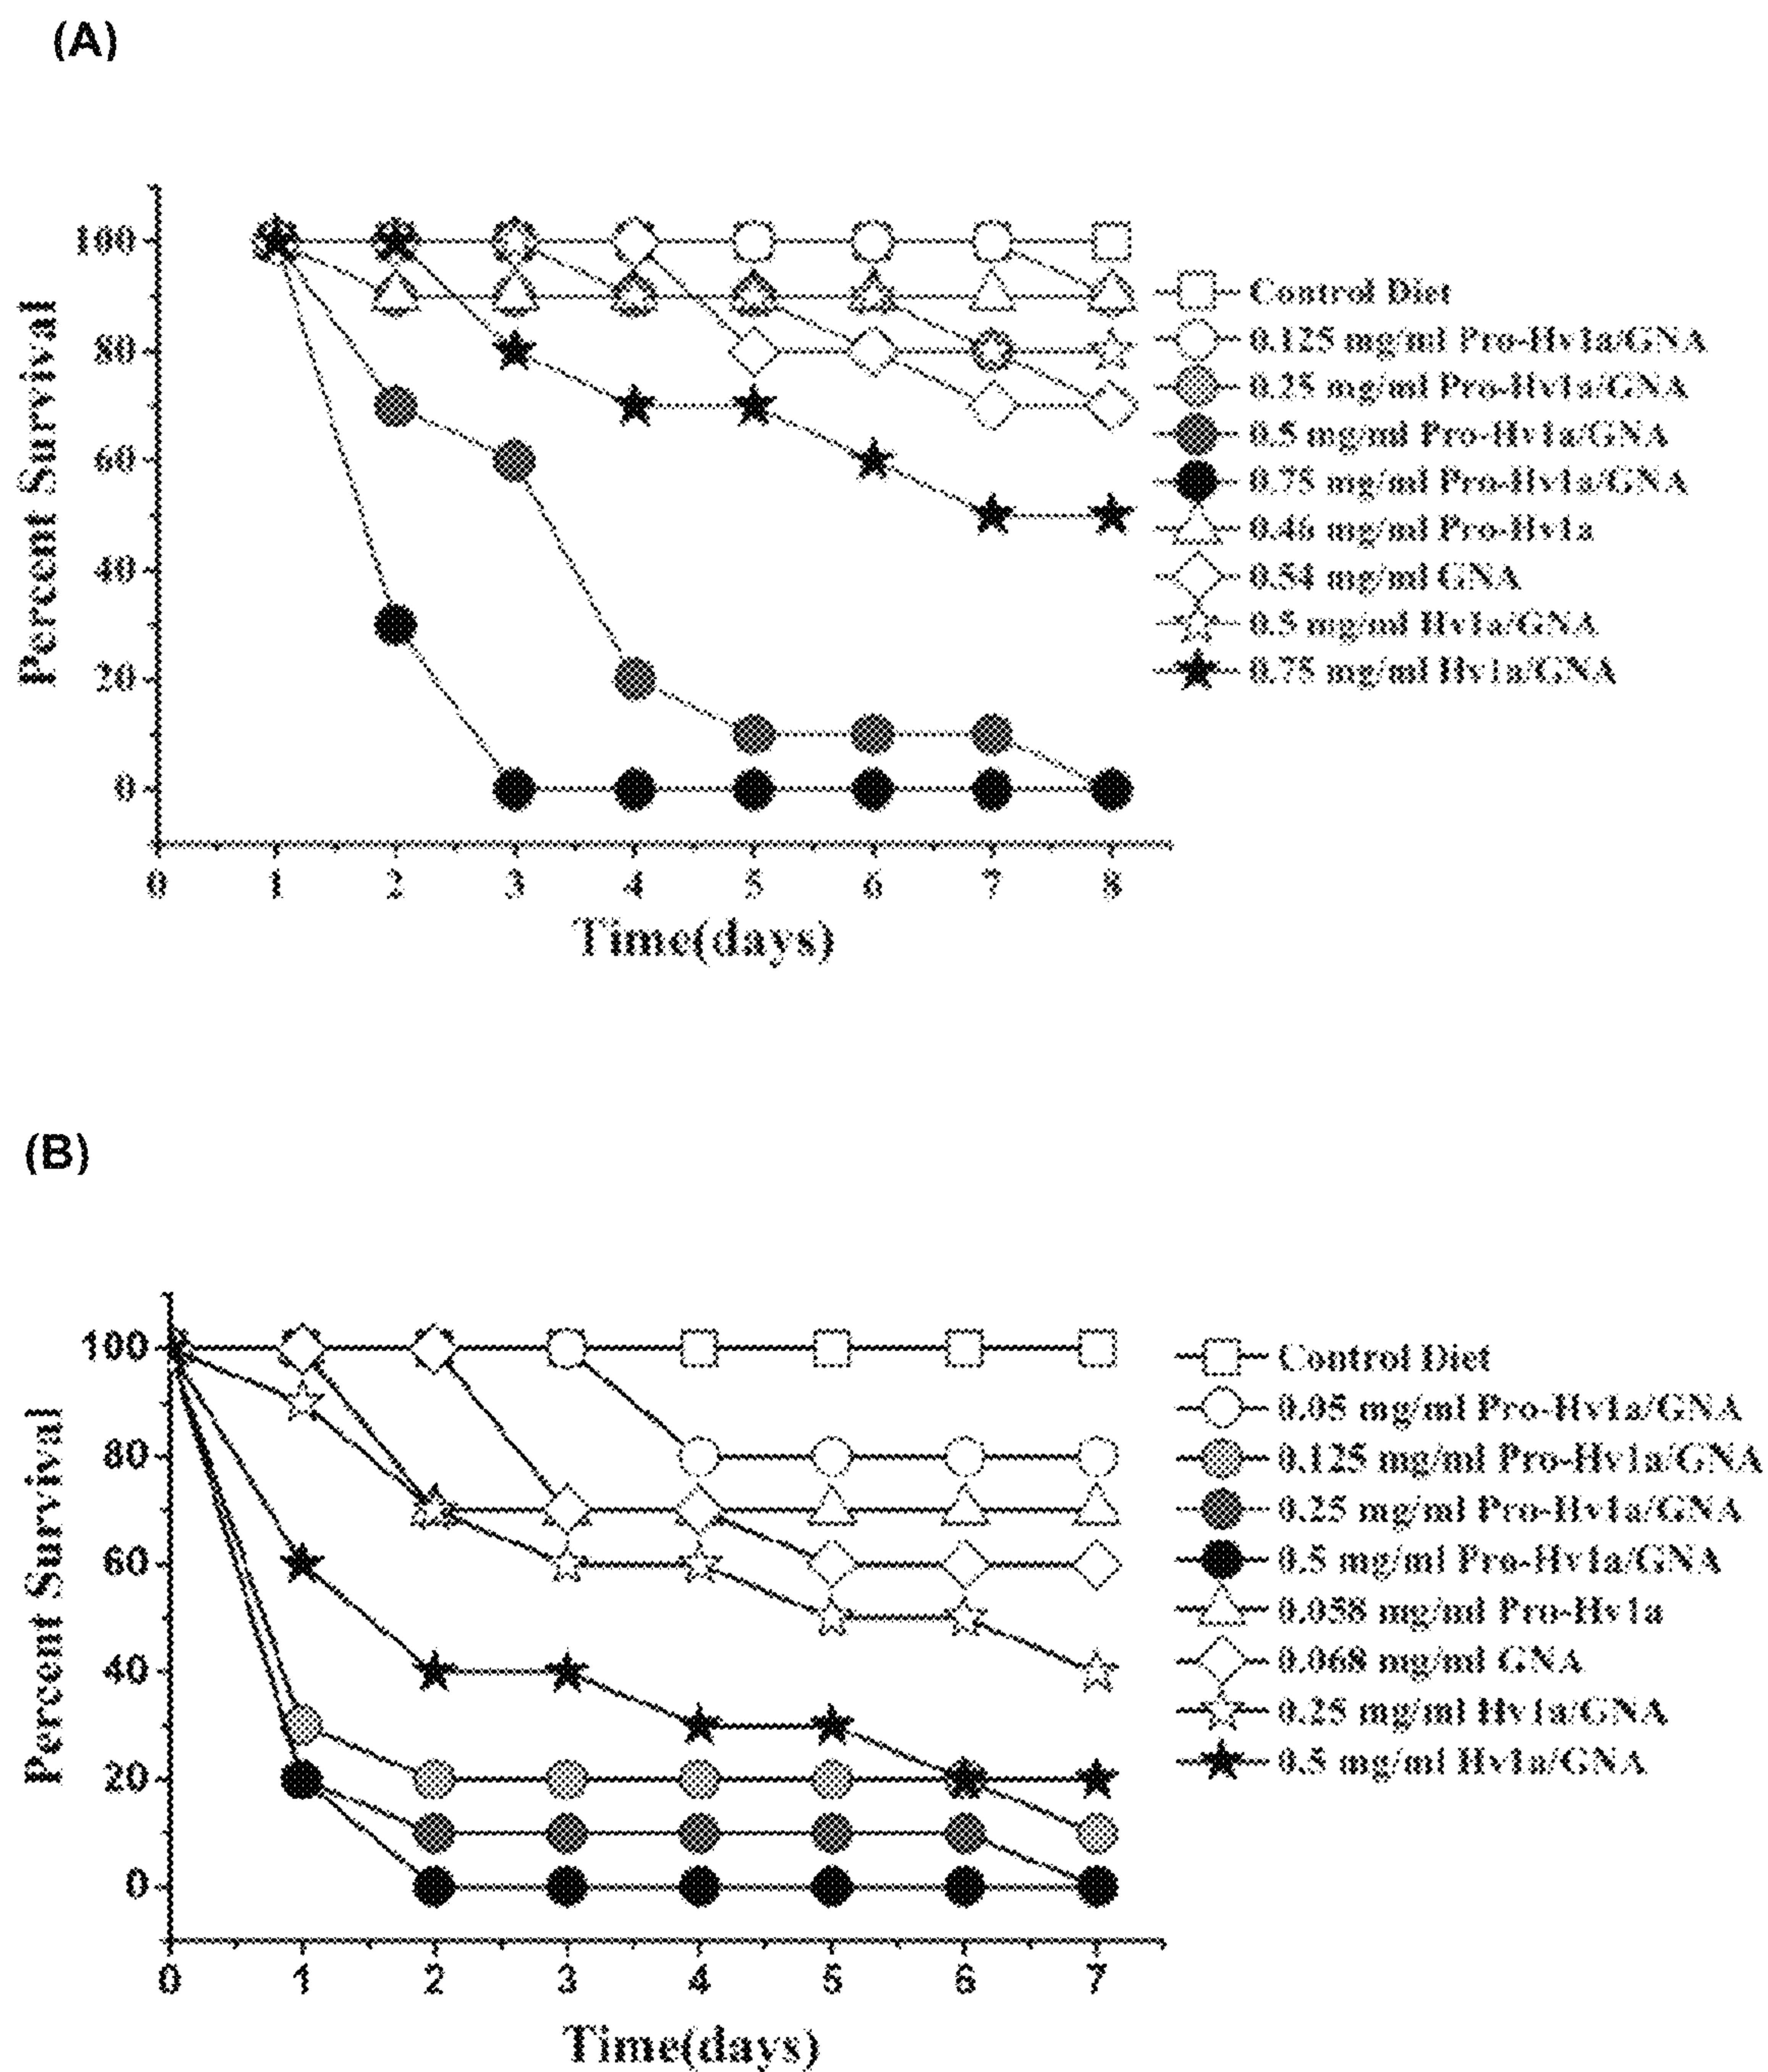 (A)
100
80
60
40
20
0
Percent Survival
0 1 2 3 4 5 6 7 8
Time(days)
Control Diet
0.125 mg/ml Pro-Hv1a/GNA
0.25 mg/ml Pro-Hv1a/GNA
0.5 mg/ml Pro-Hv1a/GNA
0.75 mg/ml Pro-Hv1a/GNA
0.46 mg/ml Pro-Hv1a
0.54 mg/ml GNA
0.5 mg/ml Hv1a/GNA
0.75 mg/ml Hv1a/GNA
(B)
100
80
60
40
20
0
Percent Survival
0 1 2 3 4 5 6 7
Time(days)
Control Diet
0.05 mg/ml Pro-Hv1a/GNA
0.125 mg/ml Pro-Hv1a/GNA
0.25 mg/ml Pro-Hv1a/GNA
0.5 mg/ml Pro-Hv1a/GNA
0.058 mg/ml Pro-Hv1a
0.068 mg/ml GNA
0.25 mg/ml Hv1a/GNA
0.5 mg/ml Hv1a/GNA